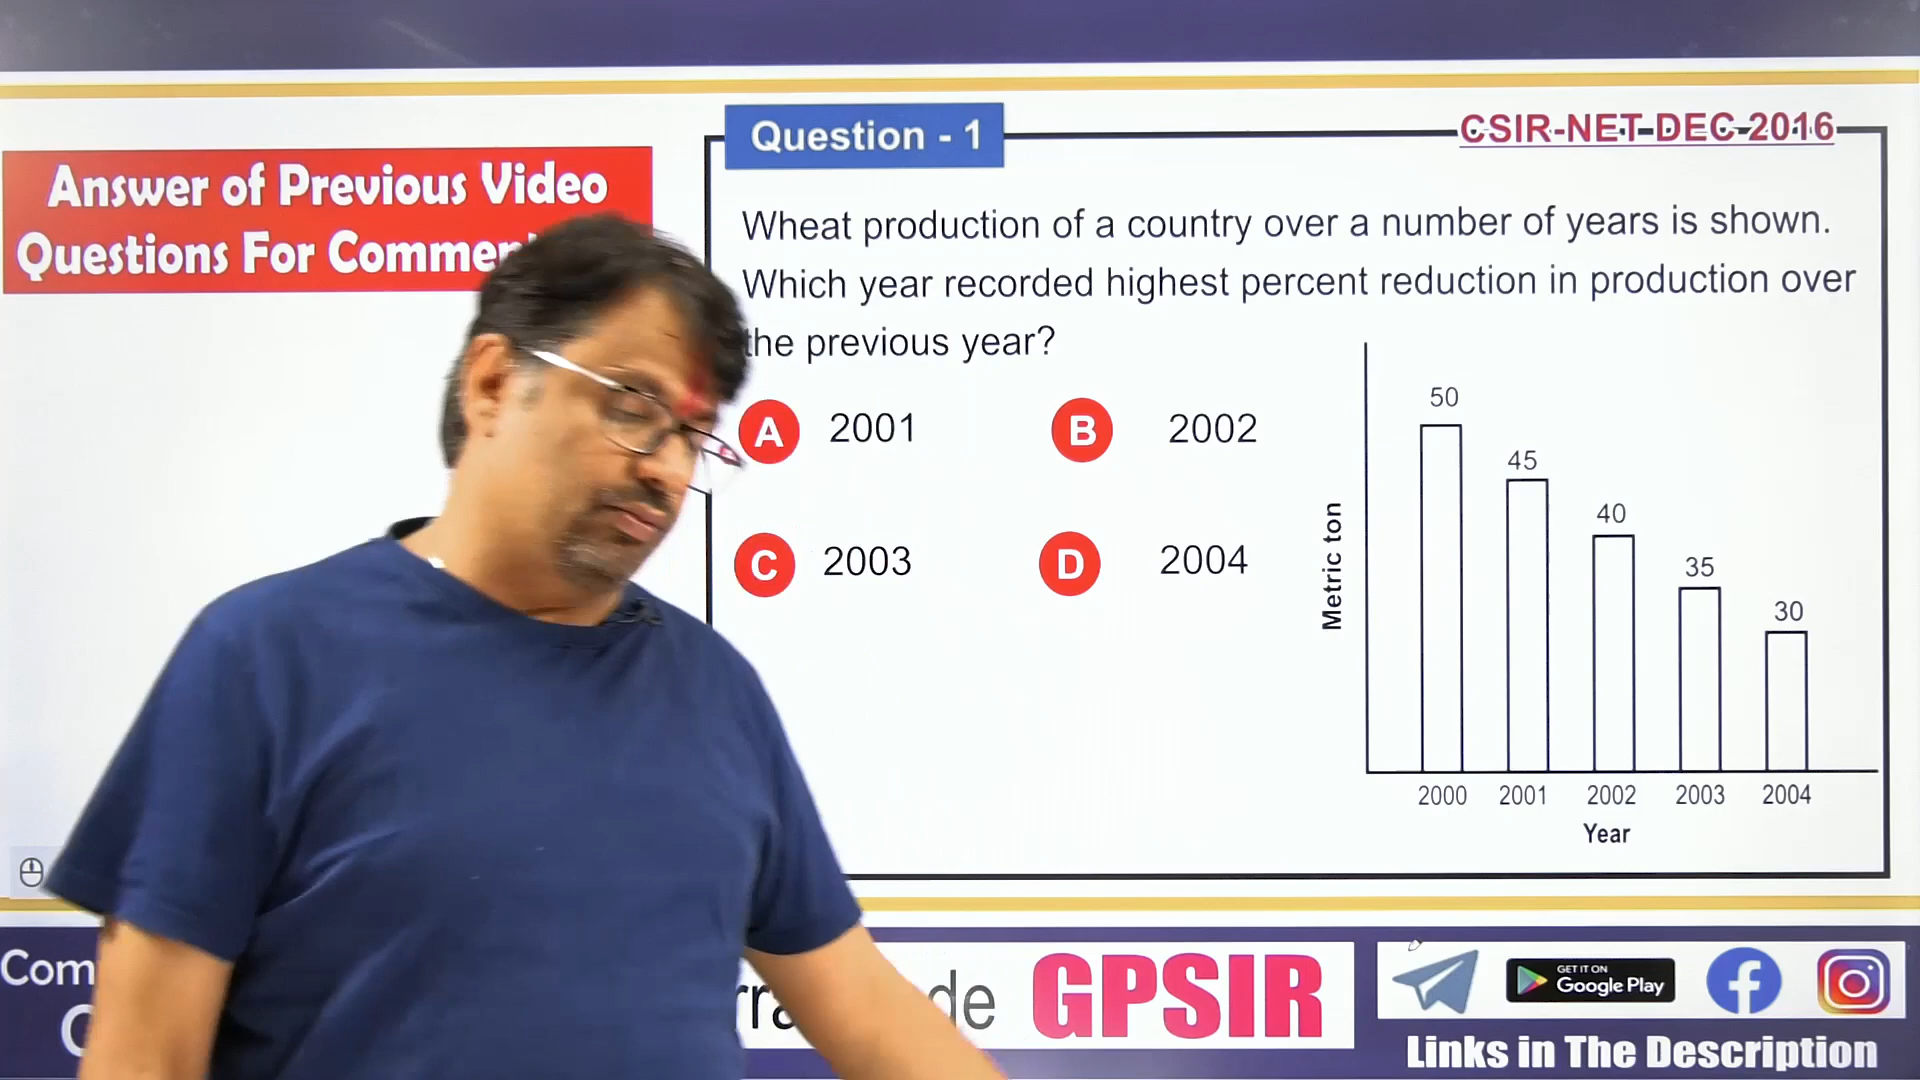 Question - 1
CSIR-NET-DEC-2016
Answer of Previous Video
Questions For
Wheat production of a country over a number of years is shown.
Which year recorded highest percent reduction in production over
the previous year?
A 2001
B 2002
C 2003
D 2004
50
45
40
35
30
Metric ton
2000 2001 2002 2003 2004
Year
GPSIR
GET IT ON
Google Play
Links in The Description